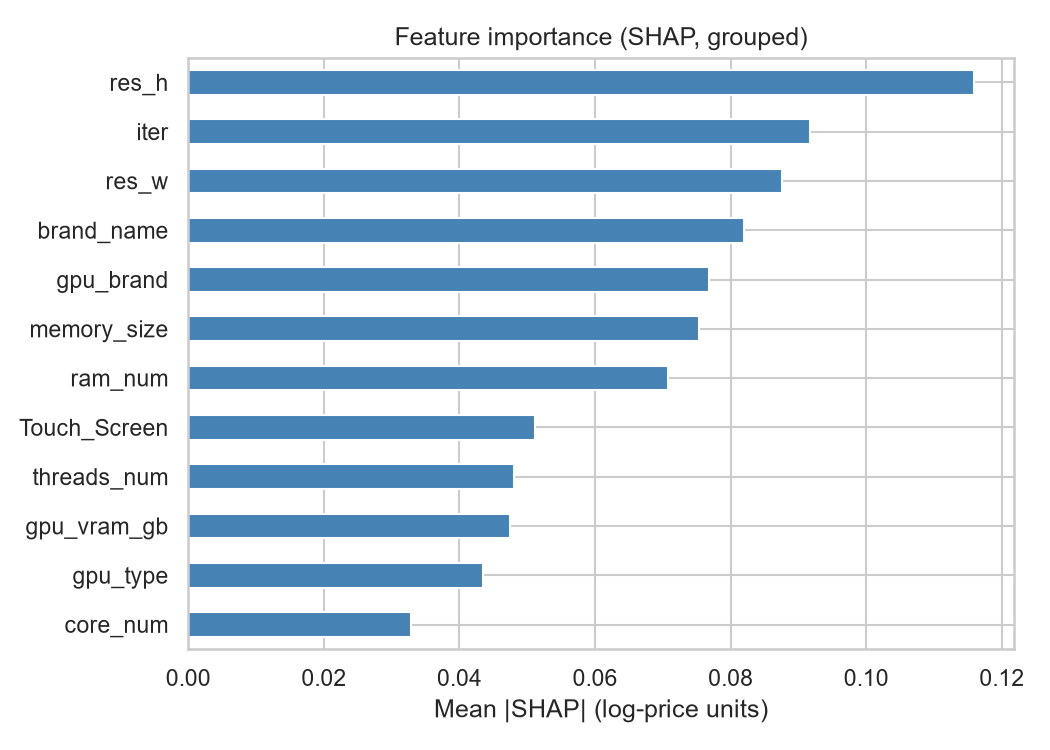 Feature importance (SHAP, grouped)
res_h
iter
res_w
brand_name
gpu_brand
memory_size
ram_num
Touch_Screen
threads_num
gpu_vram_gb
gpu_type
core_num
0.00 0.02 0.04 0.06 0.08 0.10 0.12
Mean |SHAP| (log-price units)